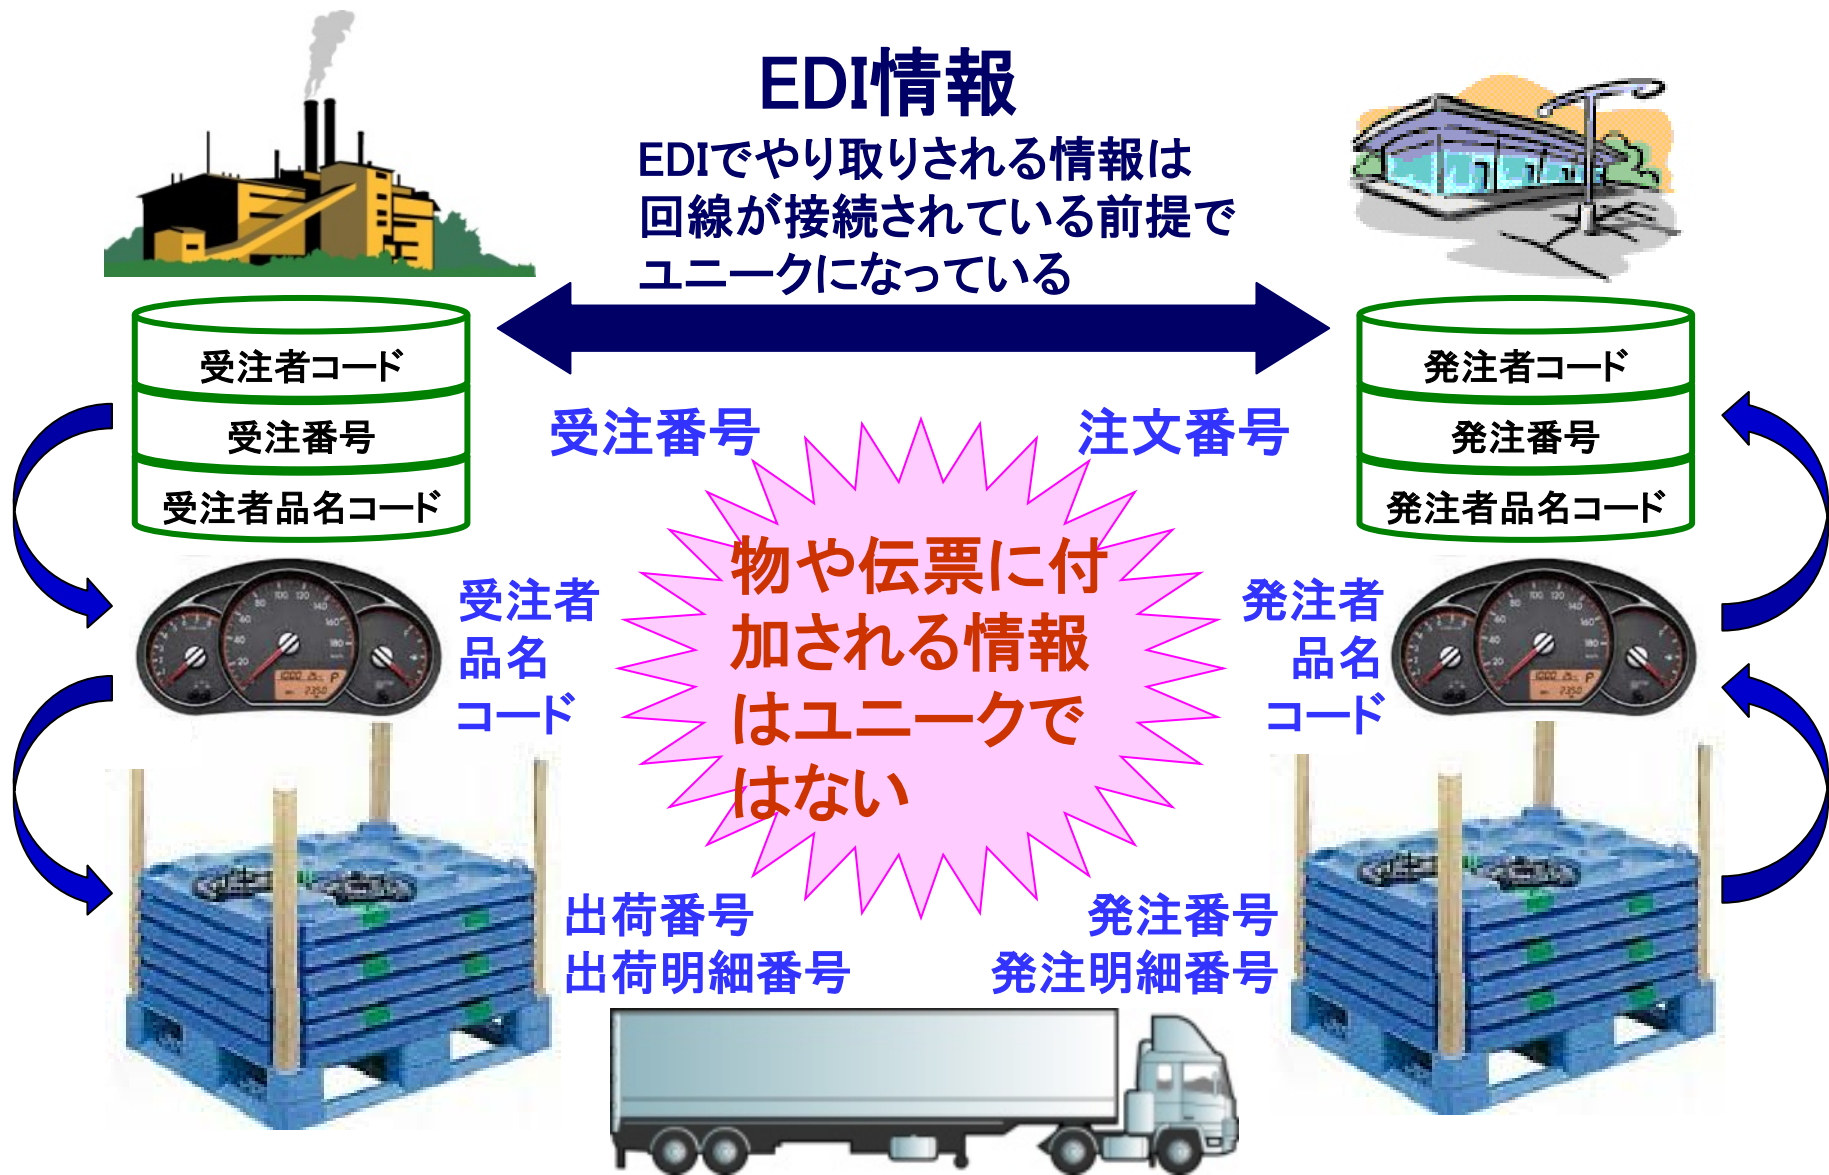 EDI情報
EDIでやり取りされる情報は
回線が接続されている前提で
ユニークになっている
受注者コード
受注番号
受注者品名コード
発注者コード
発注番号
発注者品名コード
受注番号
注文番号
物や伝票に付
加される情報
はユニークで
はない
受注者
品名
コード
発注者
品名
コード
出荷番号
出荷明細番号
発注番号
発注明細番号